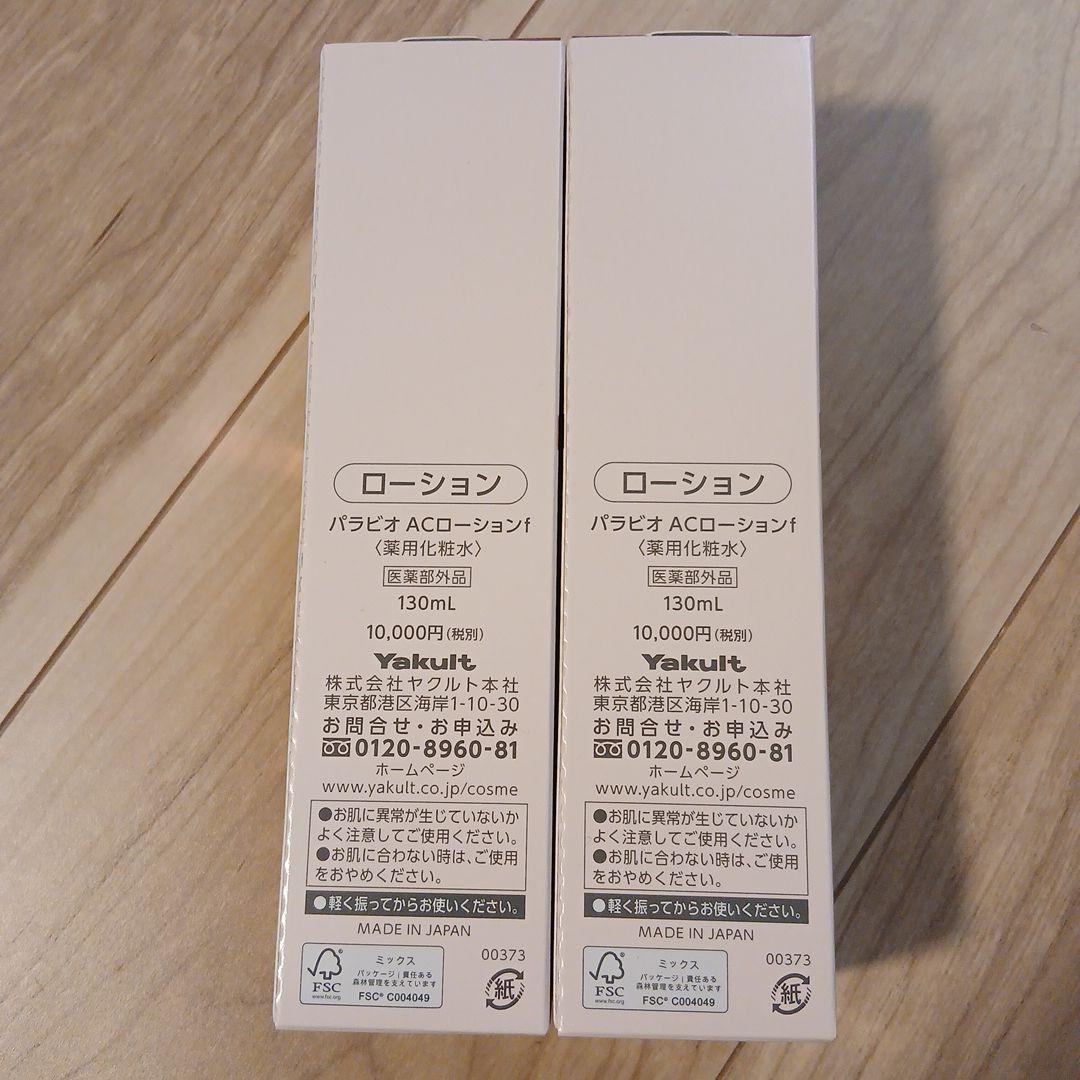 ローション
パラビオ ACローションf
〈薬用化粧水〉
医薬部外品
130mL
10,000円(税別)
Yakult
株式会社ヤクルト本社
東京都港区海岸1-10-30
お問合せ・お申込み
0120-8960-81
ホームページ
www.yakult.co.jp/cosme
●お肌に異常が生じていないか
よく注意してご使用ください。
●お肌に合わない時は、ご使用
をおやめください。
●軽く振ってからお使いください。
MADE IN JAPAN
00373
FSC®
www.fsc.org
ミックス
パッケージ|責任ある
森林管理を支えています
FSC® C004049
紙
ローション
パラビオ ACローションf
〈薬用化粧水〉
医薬部外品
130mL
10,000円(税別)
Yakult
株式会社ヤクルト本社
東京都港区海岸1-10-30
お問合せ・お申込み
0120-8960-81
ホームページ
www.yakult.co.jp/cosme
●お肌に異常が生じていないか
よく注意してご使用ください。
●お肌に合わない時は、ご使用
をおやめください。
●軽く振ってからお使いください。
MADE IN JAPAN
00373
FSC®
www.fsc.org
ミックス
パッケージ|責任ある
森林管理を支えています
FSC® C004049
紙